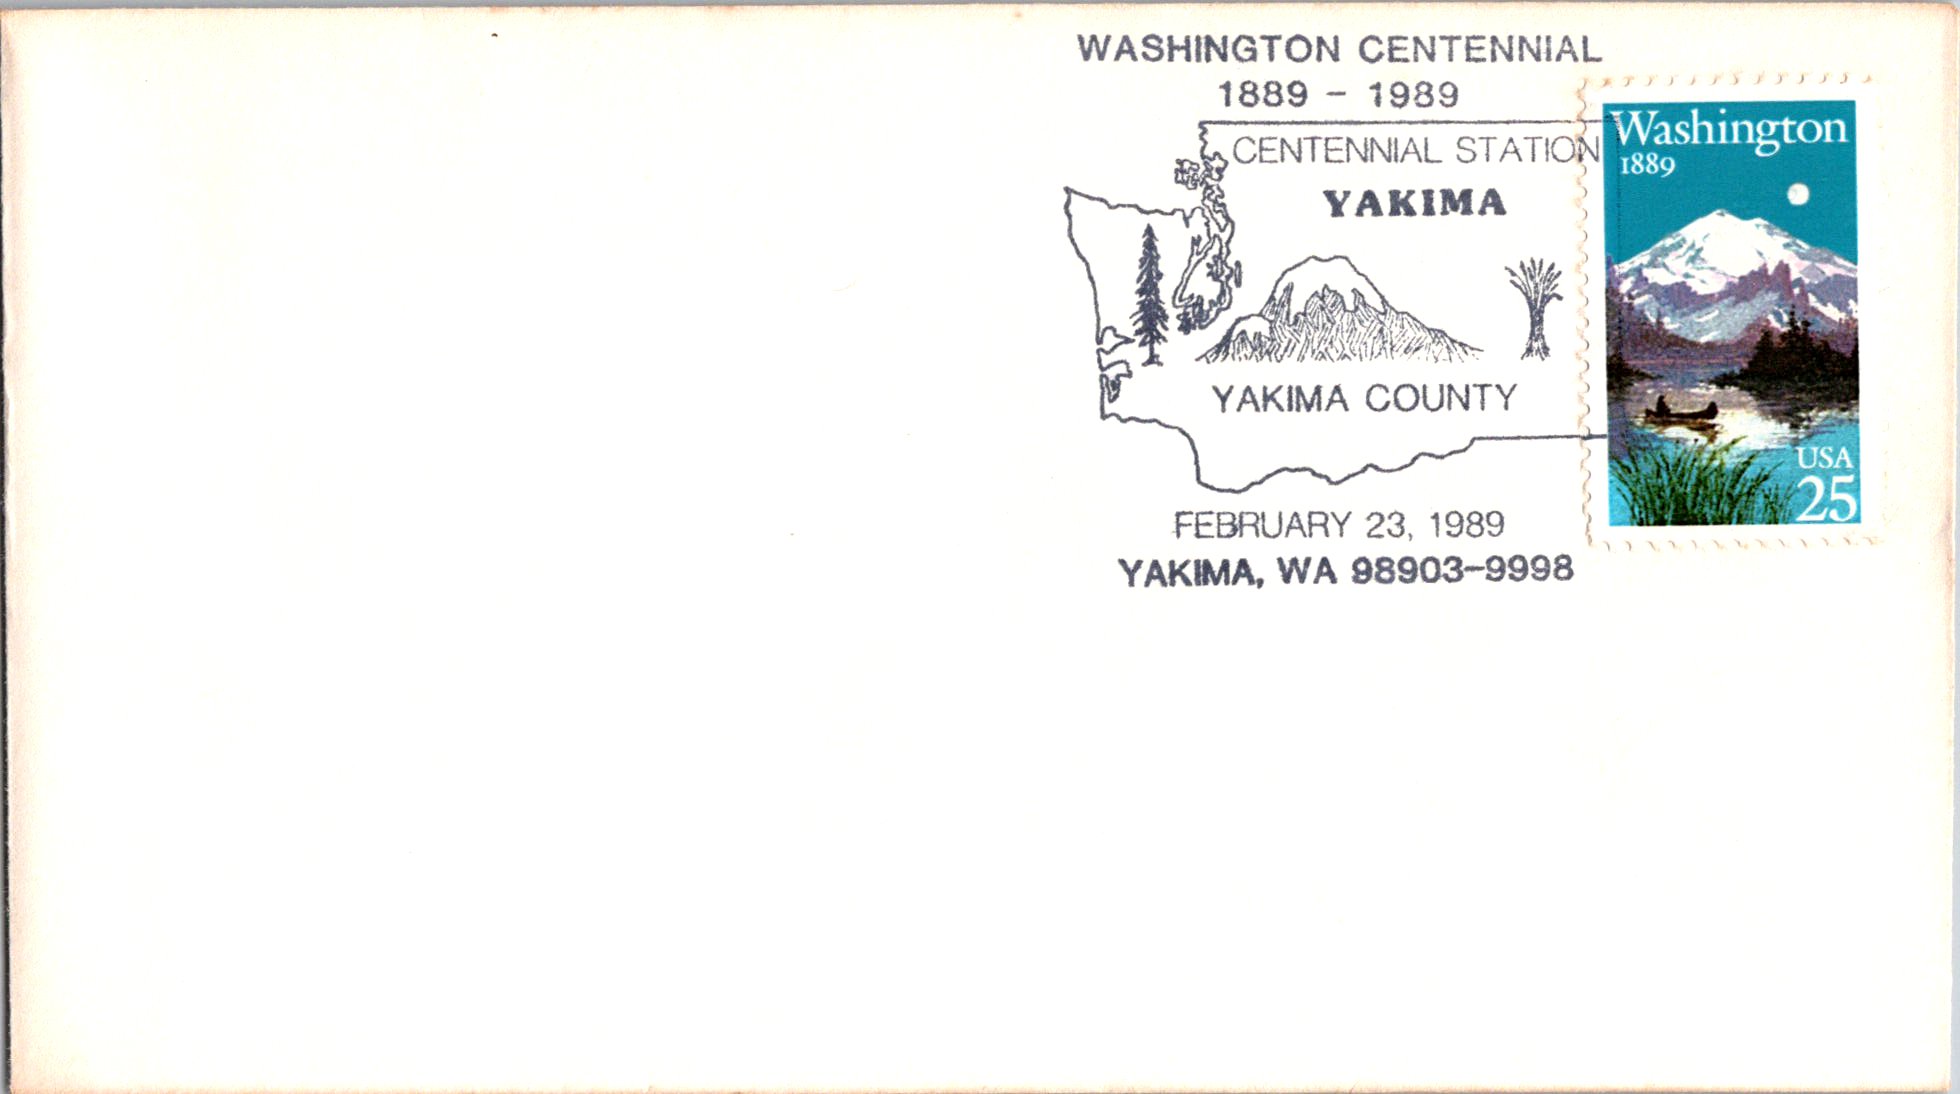 WASHINGTON CENTENNIAL
1889 - 1989
CENTENNIAL STATION
YAKIMA
YAKIMA COUNTY
FEBRUARY 23, 1989
YAKIMA, WA 98903-9998
Washington
1889
USA
25